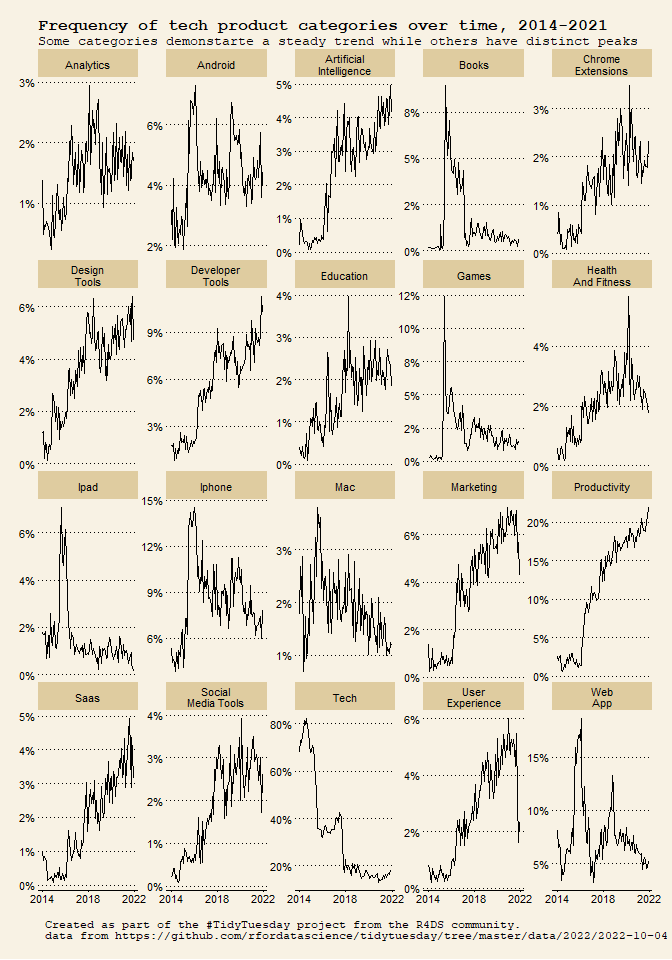 Frequency of tech product categories over time, 2014-2021
Some categories demonstarte a steady trend while others have distinct peaks
Analytics
Android
Artificial
Intelligence
Books
Chrome
Extensions
3%
2%
1%
6%
4%
2%
5%
4%
3%
2%
1%
0%
8%
5%
2%
0%
3%
2%
1%
0%
Design
Tools
Developer
Tools
Education
Games
Health
And Fitness
6%
4%
2%
0%
9%
6%
3%
4%
3%
2%
1%
0%
12%
10%
8%
5%
2%
0%
4%
2%
0%
Ipad
Iphone
Mac
Marketing
Productivity
6%
4%
2%
0%
15%
12%
9%
6%
3%
2%
1%
6%
4%
2%
0%
20%
15%
10%
5%
0%
Saas
Social
Media Tools
Tech
User
Experience
Web
App
5%
4%
3%
2%
1%
0%
4%
3%
2%
1%
0%
80%
60%
40%
20%
6%
4%
2%
0%
15%
10%
5%
2014 2018 2022
2014 2018 2022
2014 2018 2022
2014 2018 2022
2014 2018 2022
Created as part of the #TidyTuesday project from the R4DS community.
data from https://github.com/rfordatascience/tidytuesday/tree/master/data/2022/2022-10-04